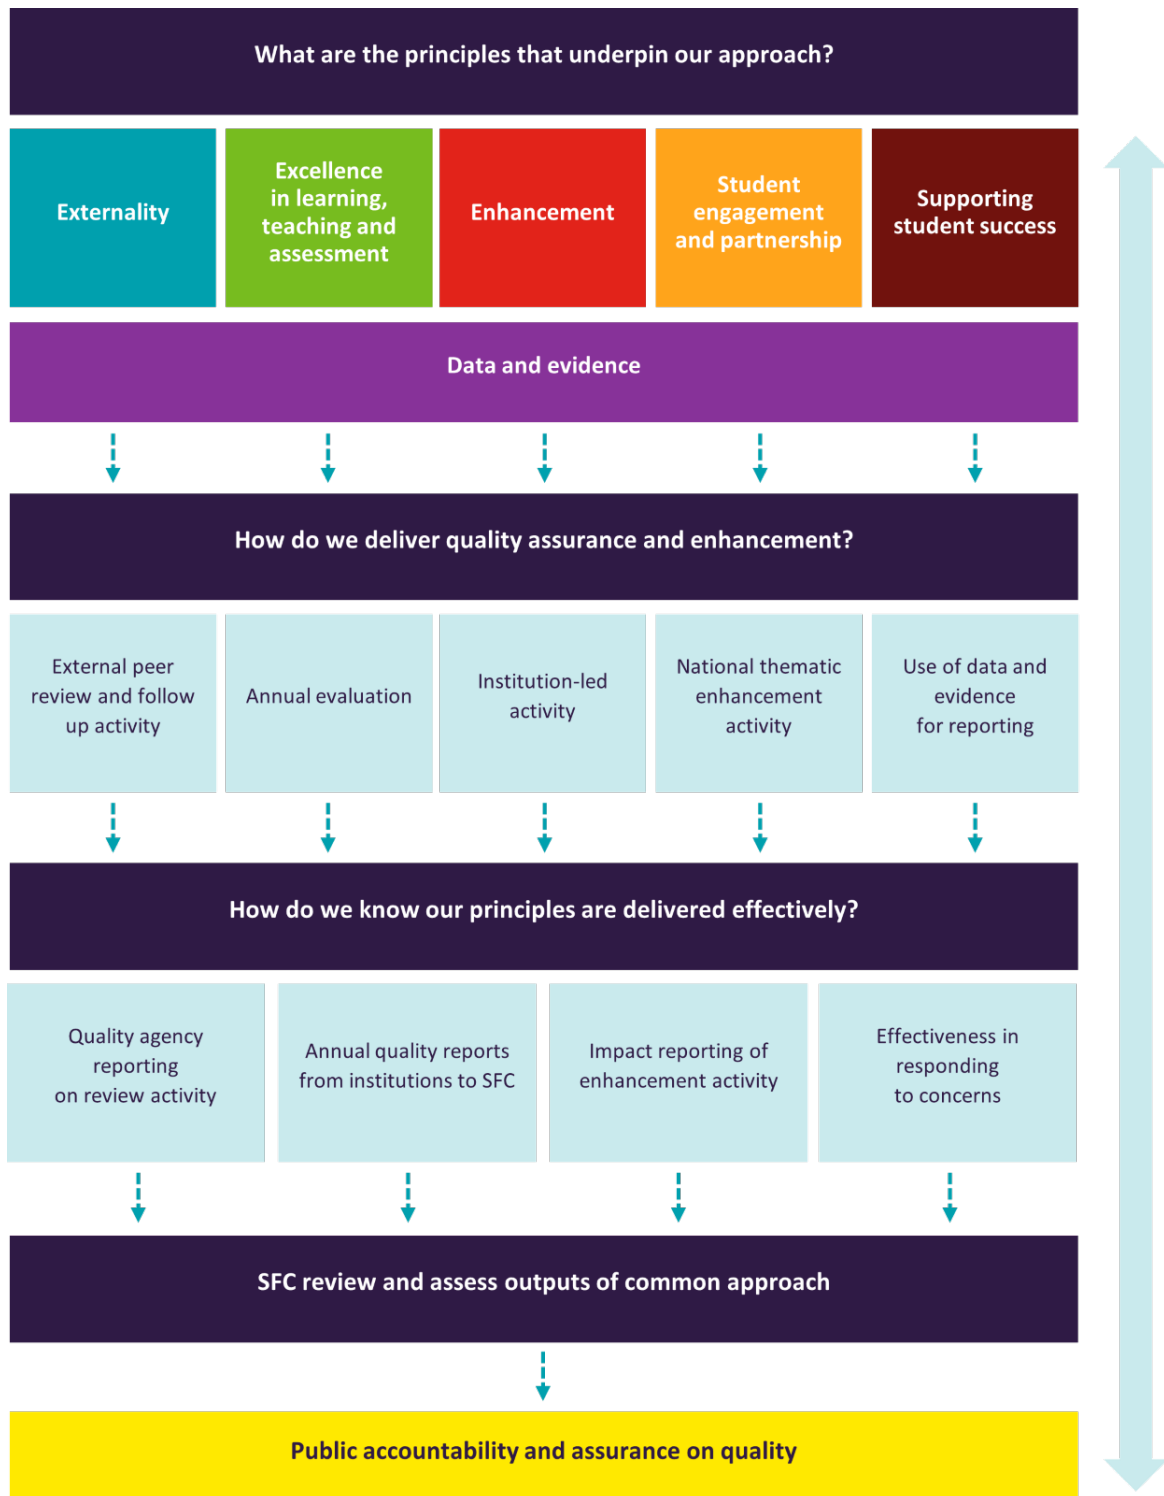 What are the principles that underpin our approach?
Externality
Excellence
in learning,
teaching and
assessment
Enhancement
Student
engagement
and partnership
Supporting
student success
Data and evidence
How do we deliver quality assurance and enhancement?
External peer
review and follow
up activity
Annual evaluation
Institution-led
activity
National thematic
enhancement
activity
Use of data and
evidence
for reporting
How do we know our principles are delivered effectively?
Quality agency
reporting
on review activity
Annual quality reports
from institutions to SFC
Impact reporting of
enhancement activity
Effectiveness in
responding
to concerns
SFC review and assess outputs of common approach
Public accountability and assurance on quality